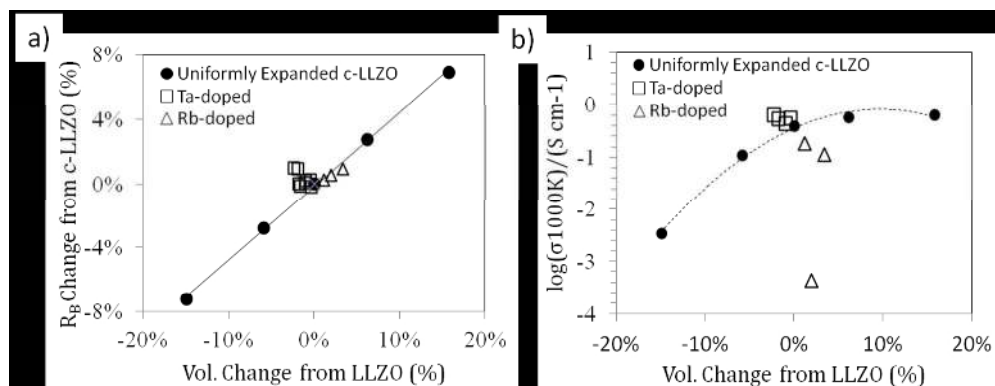 a)
8%
4%
0%
-4%
-8%
R_B Change from c-LLZO (%)
Uniformly Expanded c-LLZO
Ta-doped
Rb-doped
-20%
-10%
0%
10%
20%
Vol. Change from LLZO (%)
b)
1
0
-1
-2
-3
-4
log(σ1000K)/(S cm-1)
Uniformly Expanded c-LLZO
Ta-doped
Rb-doped
-20%
-10%
0%
10%
20%
Vol. Change from LLZO (%)